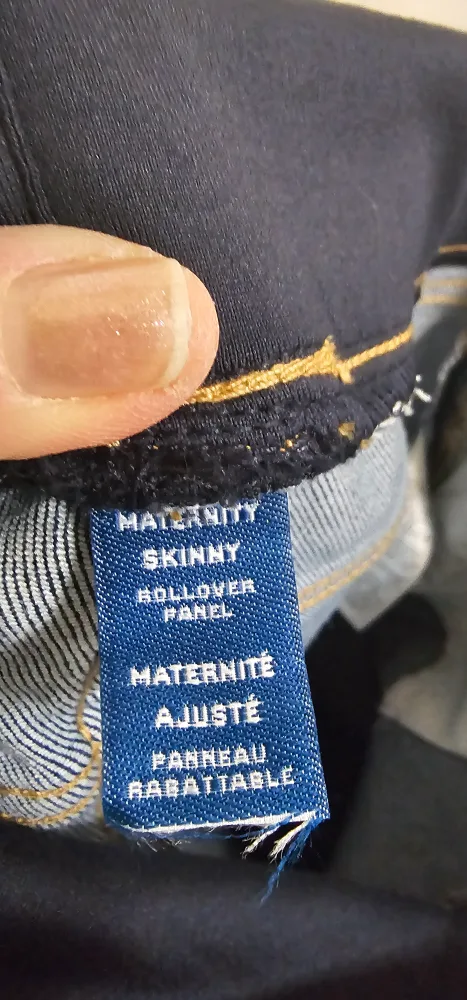 MATERNITY
SKINNY
ROLLOVER
PANEL
MATERNITÉ
AJUSTÉ
PANNEAU
RABATTABLE